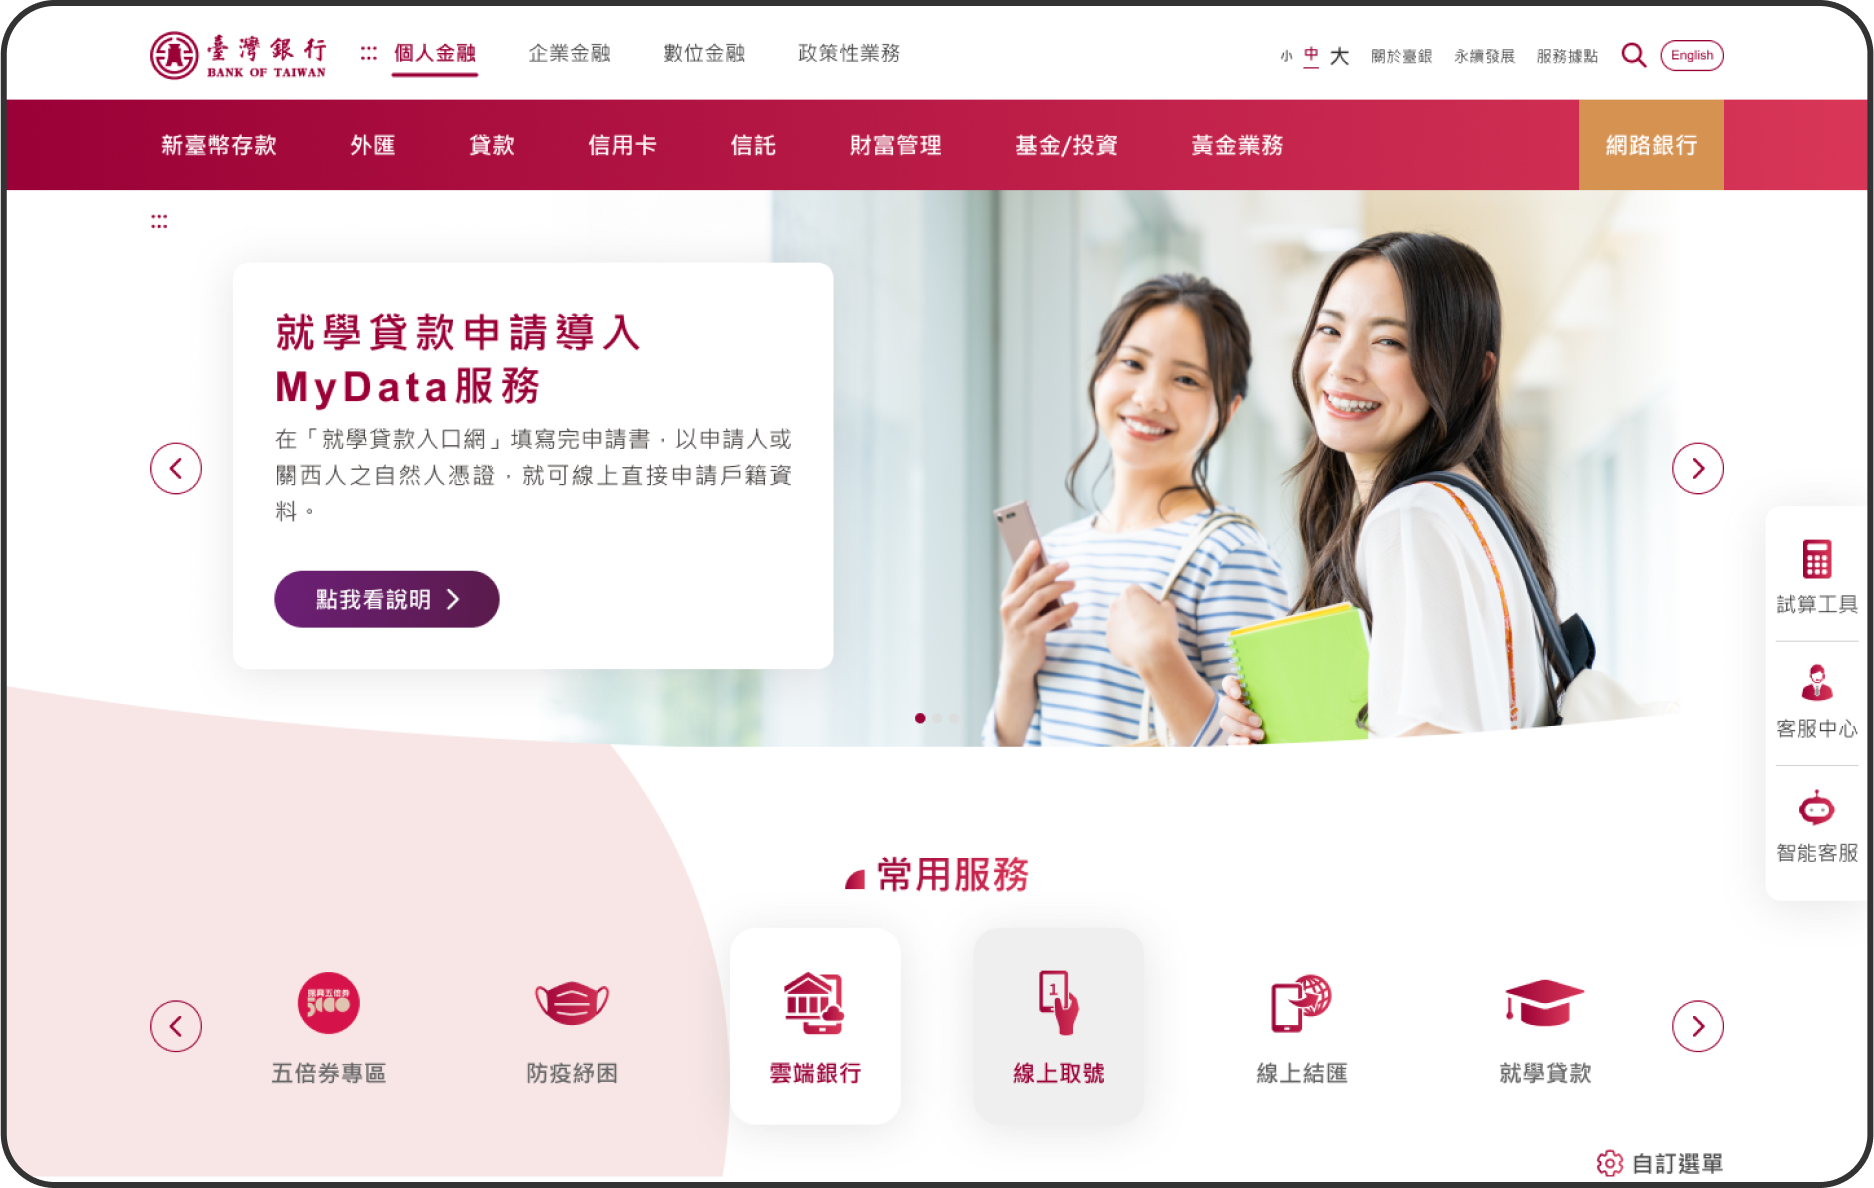 臺灣銀行
BANK OF TAIWAN
個人金融
企業金融
數位金融
政策性業務
小 中 大
關於臺銀
永續發展
服務據點
English
新臺幣存款
外匯
貸款
信用卡
信託
財富管理
基金/投資
黃金業務
網路銀行
就學貸款申請導入
MyData服務
在「就學貸款入口網」填寫完申請書，以申請人或
關西人之自然人憑證，就可線上直接申請戶籍資
料。
點我看說明
試算工具
客服中心
智能客服
常用服務
振興五倍券
5000
五倍券專區
防疫紓困
雲端銀行
1
線上取號
線上結匯
就學貸款
自訂選單